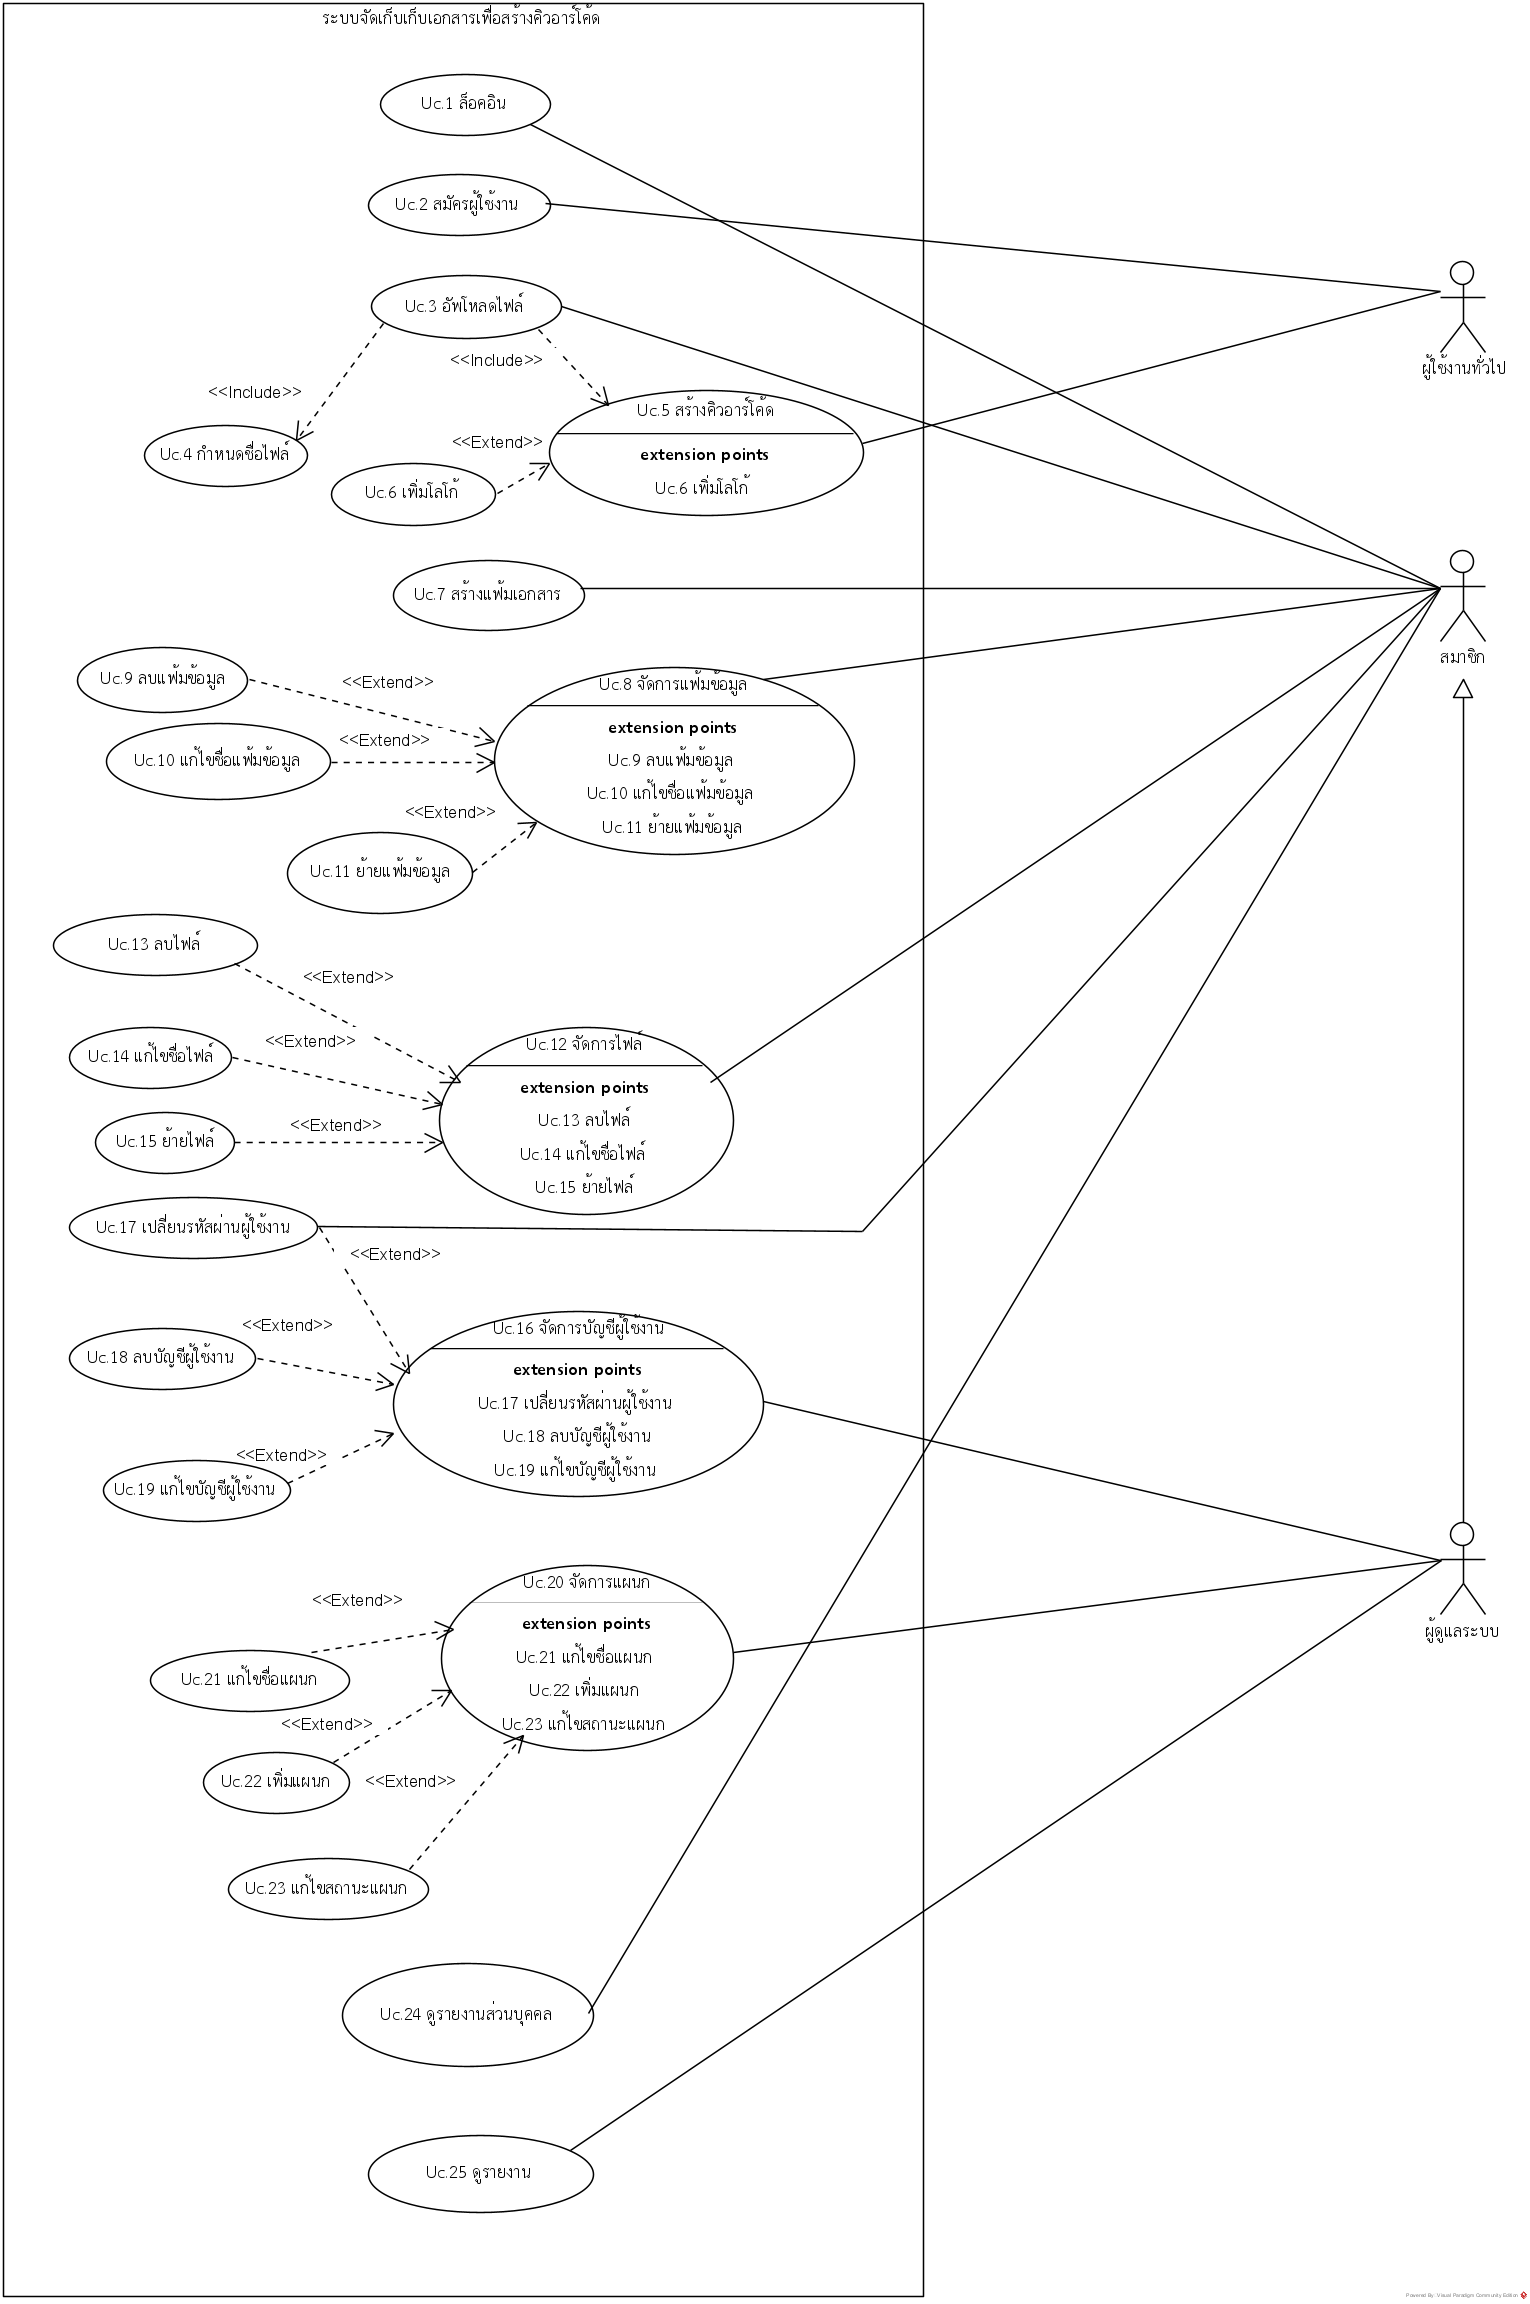 ระบบจัดเก็บเก็บเอกสารเพื่อสร้างคิวอาร์โค้ด
Uc.1 ล็อคอิน
Uc.2 สมัครผู้ใช้งาน
Uc.3 อัพโหลดไฟล์
<<Include>>
ผู้ใช้งานทั่วไป
<<Include>>
Uc.5 สร้างคิวอาร์โค้ด
<<Extend>>
Uc.4 กำหนดชื่อไฟล์
extension points
Uc.6 เพิ่มโลโก้
Uc.6 เพิ่มโลโก้
Uc.7 สร้างแฟ้มเอกสาร
สมาชิก
Uc.9 ลบแฟ้มข้อมูล
<<Extend>>
Uc.8 จัดการแฟ้มข้อมูล
extension points
<<Extend>>
Uc.10 แก้ไขชื่อแฟ้มข้อมูล
Uc.9 ลบแฟ้มข้อมูล
Uc.10 แก้ไขชื่อแฟ้มข้อมูล
<<Extend>>
Uc.11 ย้ายแฟ้มข้อมูล
Uc.11 ย้ายแฟ้มข้อมูล
Uc.13 ลบไฟล์
<<Extend>>
<<Extend>>
Uc.12 จัดการไฟล์
Uc.14 แก้ไขชื่อไฟล์
extension points
Uc.13 ลบไฟล์
<<Extend>>
Uc.15 ย้ายไฟล์
Uc.14 แก้ไขชื่อไฟล์
Uc.15 ย้ายไฟล์
Uc.17 เปลี่ยนรหัสผ่านผู้ใช้งาน
<<Extend>>
<<Extend>>
Uc.16 จัดการบัญชีผู้ใช้งาน
Uc.18 ลบบัญชีผู้ใช้งาน
extension points
Uc.17 เปลี่ยนรหัสผ่านผู้ใช้งาน
Uc.18 ลบบัญชีผู้ใช้งาน
<<Extend>>
Uc.19 แก้ไขบัญชีผู้ใช้งาน
Uc.19 แก้ไขบัญชีผู้ใช้งาน
Uc.20 จัดการแผนก
<<Extend>>
extension points
ผู้ดูแลระบบ
Uc.21 แก้ไขชื่อแผนก
Uc.21 แก้ไขชื่อแผนก
Uc.22 เพิ่มแผนก
<<Extend>>
Uc.23 แก้ไขสถานะแผนก
Uc.22 เพิ่มแผนก
<<Extend>>
Uc.23 แก้ไขสถานะแผนก
Uc.24 ดูรายงานส่วนบุคคล
Uc.25 ดูรายงาน
Powered By Visual Paradigm Community Edition